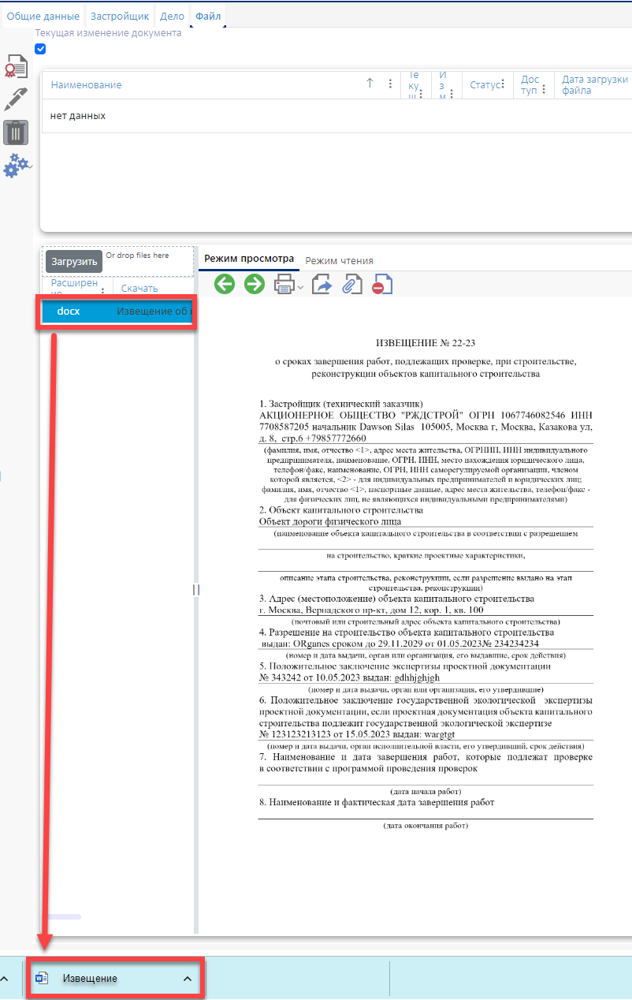 Общие данные Застройщик Дело Файл
Текущая изменение документа
Наименование
Те
ку
щ
И
з
м
Статус
Дос
туп
Дата загрузки
файла
нет данных
Загрузить
Or drop files here
Режим просмотра Режим чтения
Расширен
ие
Скачать
docx Извещение об
ИЗВЕЩЕНИЕ № 22-23
о сроках завершения работ, подлежащих проверке, при строительстве,
реконструкции объектов капитального строительства
1. Застройщик (технический заказчик)
АКЦИОНЕРНОЕ ОБЩЕСТВО "РЖДСТРОЙ" ОГРН 1067746082546 ИНН
7708587205 начальник Dawson Silas 105005, Москва г, Москва, Казакова ул,
д. 8, стр.6 +79857772660
(фамилия, имя, отчество <1>, адрес места жительства, ОГРНИП, ИНН индивидуального
предпринимателя, наименование, ОГРН, ИНН, место нахождения юридического лица,
телефон/факс, наименование, ОГРН, ИНН саморегулируемой организации, членом
которой является, <2> - для индивидуальных предпринимателей и юридических лиц;
фамилия, имя, отчество <1>, паспортные данные, адрес места жительства, телефон/факс -
для физических лиц, не являющихся индивидуальными предпринимателями)
2. Объект капитального строительства
Объект дороги физического лица
(наименование объекта капитального строительства в соответствии с разрешением
на строительство, краткие проектные характеристики,
описание этапа строительства, реконструкции, если разрешение выдано на этап
строительства, реконструкции)
3. Адрес (местоположение) объекта капитального строительства
г. Москва, Вернадского пр-кт, дом 12, кор. 1, кв. 100
(почтовый или строительный адрес объекта капитального строительства)
4. Разрешение на строительство объекта капитального строительства
выдан: ORganes сроком до 29.11.2029 от 01.05.2023№ 234234234
(номер и дата выдачи, орган или организация, его выдавшие, срок действия)
5. Положительное заключение экспертизы проектной документации
№ 343242 от 10.05.2023 выдан: gdhhjghjgh
(номер и дата выдачи, орган или организация, его утвердившие)
6. Положительное заключение государственной экологической экспертизы
проектной документации, если проектная документация объекта капитального
строительства подлежит государственной экологической экспертизе
№ 123123213123 от 15.05.2023 выдан: wargtgt
(номер и дата выдачи, орган исполнительной власти, его утвердивший, срок действия)
7. Наименование и дата завершения работ, которые подлежат проверке
в соответствии с программой проведения проверок
(дата начала работ)
8. Наименование и фактическая дата завершения работ
(дата окончания работ)
Извещение